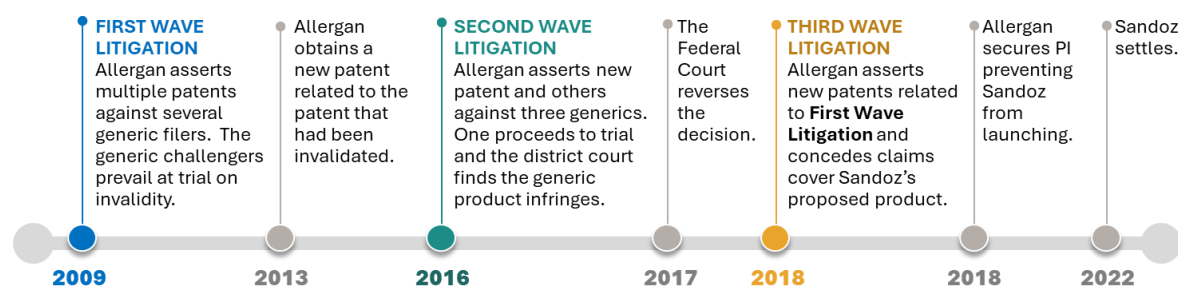 FIRST WAVE
LITIGATION
Allergan asserts
multiple patents
against several
generic filers.  The
generic challengers
prevail at trial on
invalidity.
Allergan
obtains a
new patent
related to the
patent that
had been
invalidated.
SECOND WAVE
LITIGATION
Allergan asserts new
patent and others
against three generics.
One proceeds to trial
and the district court
finds the generic
product infringes.
The
Federal
Court
reverses
the
decision.
THIRD WAVE
LITIGATION
Allergan asserts
new patents related
to First Wave
Litigation and
concedes claims
cover Sandoz's
proposed product.
Allergan
secures PI
preventing
Sandoz
from
launching.
Sandoz
settles.
2009
2013
2016
2017
2018
2018
2022